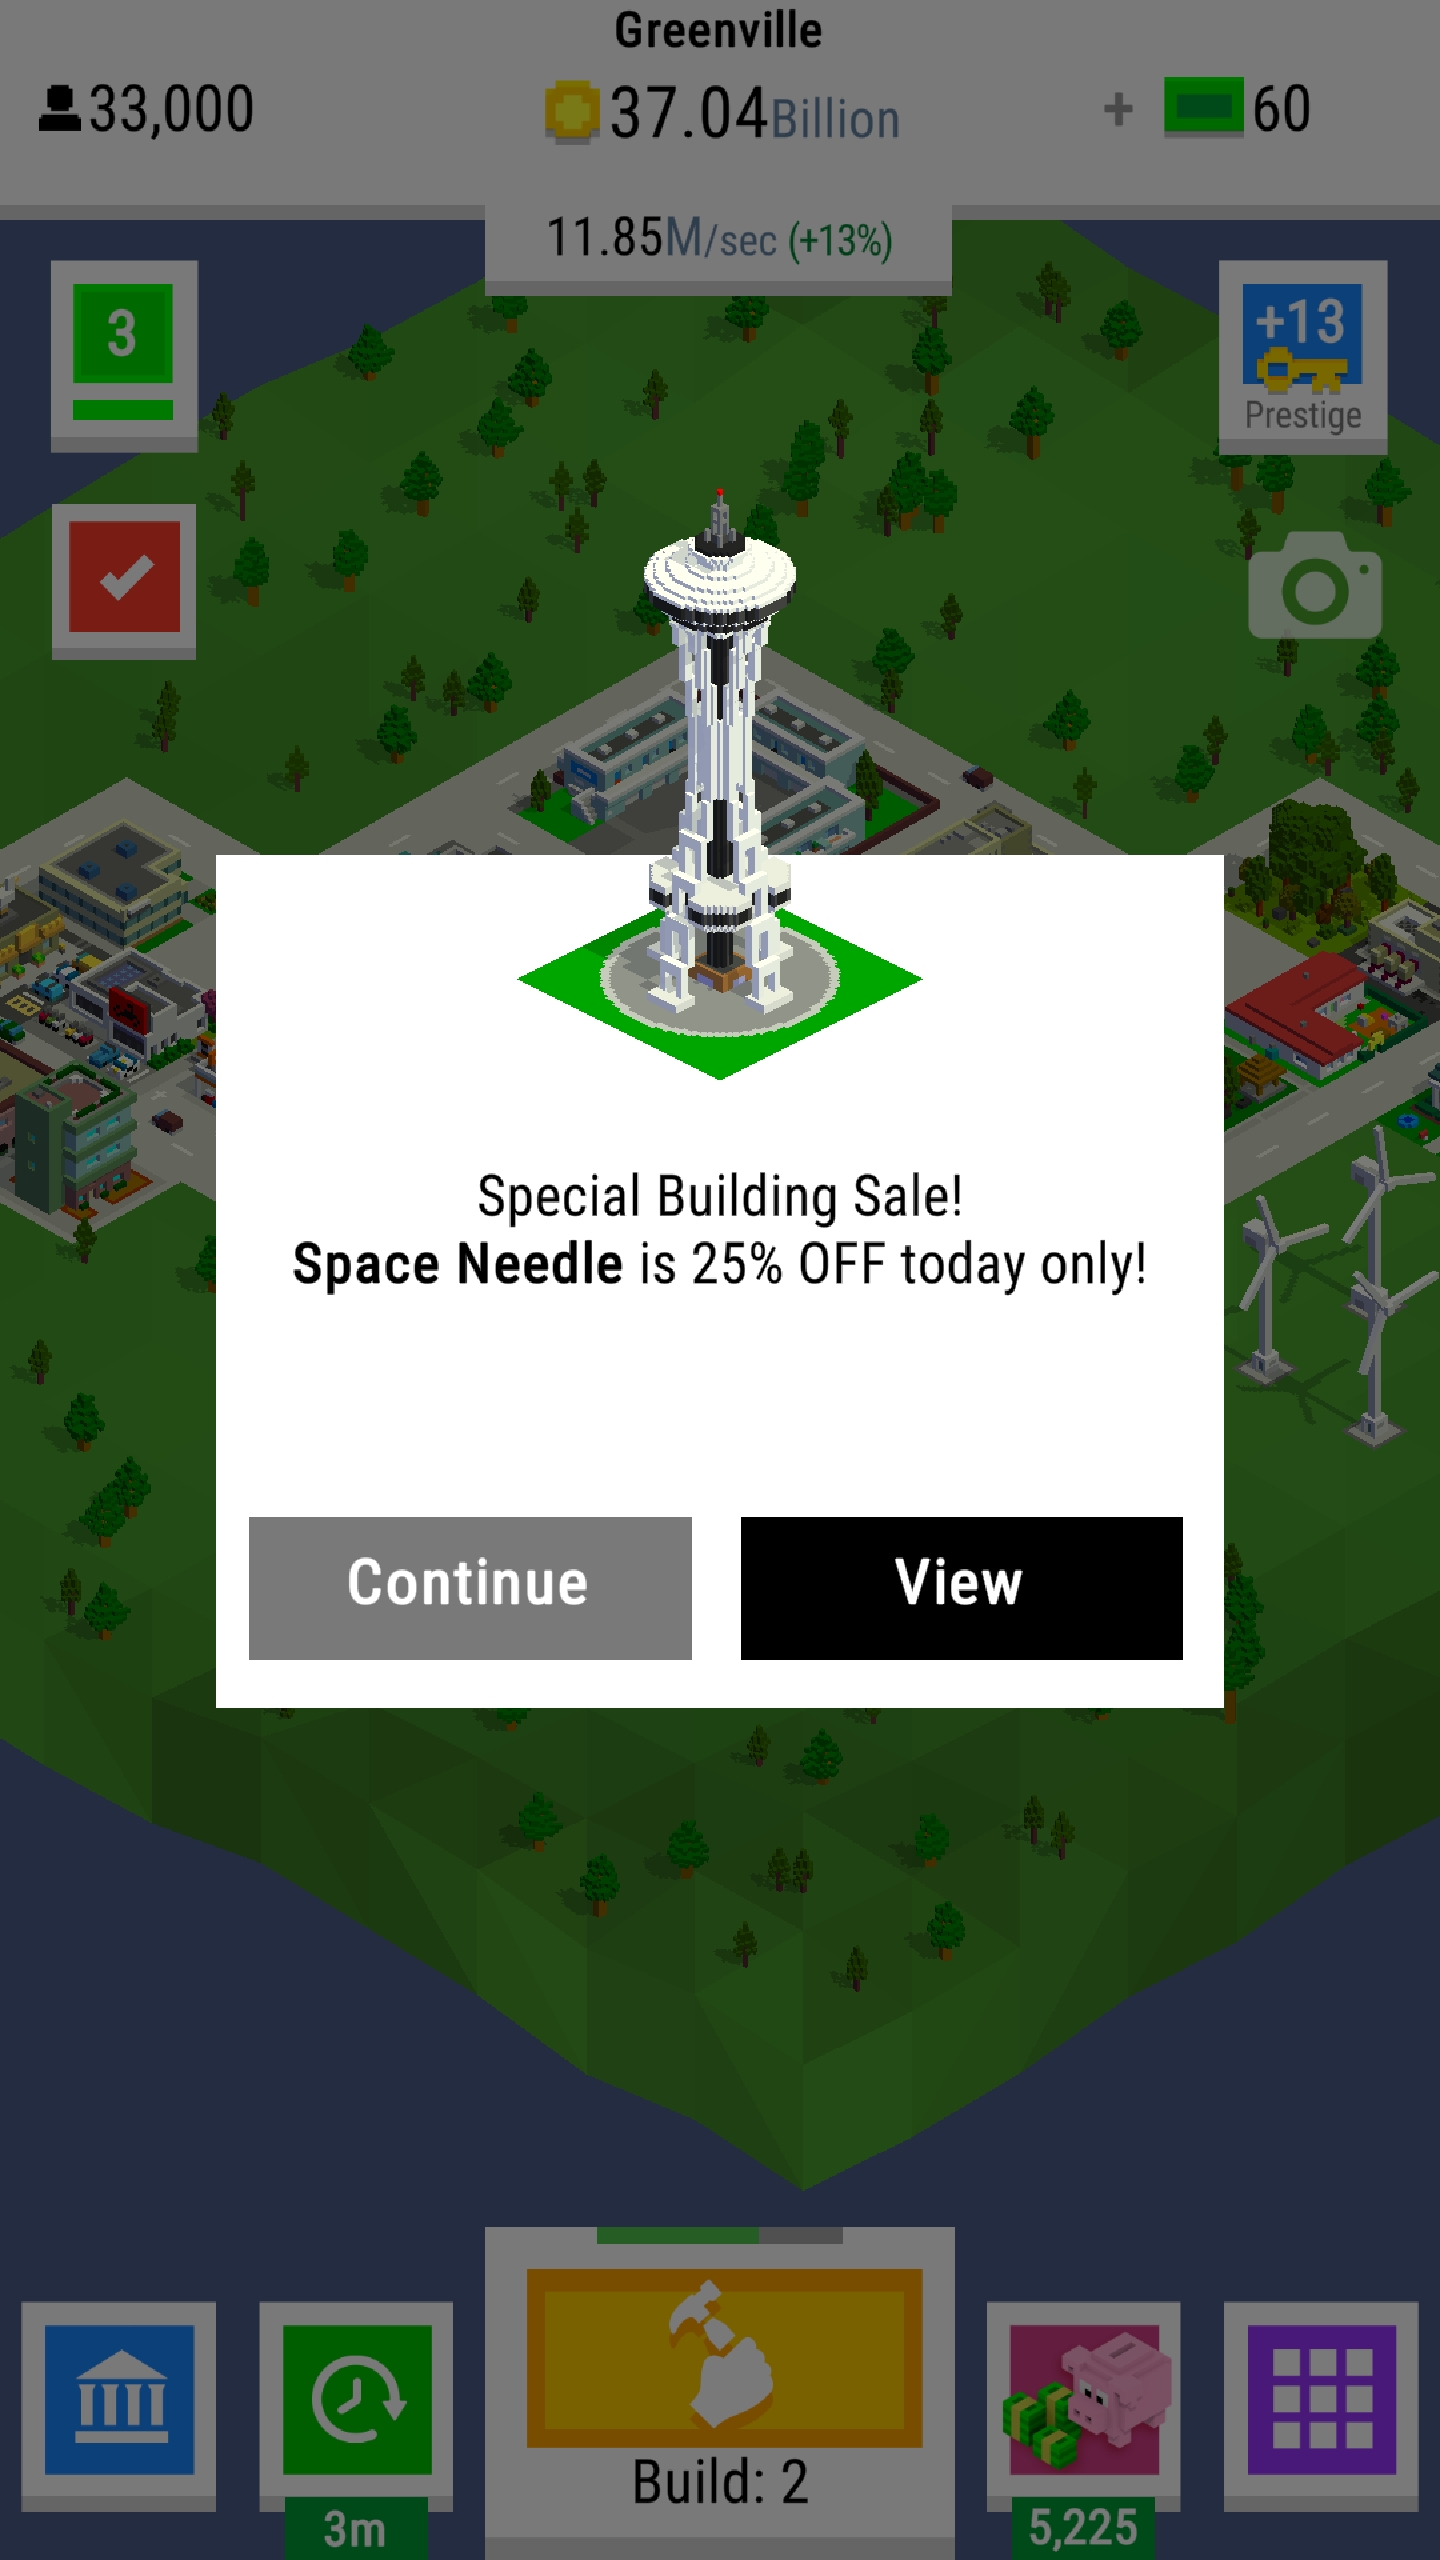 Greenville
33,000
37.04Billion
+ 60
11.85M/sec (+13%)
3
+13
Prestige
Special Building Sale!
Space Needle is 25% OFF today only!
Continue
View
Build: 2
3m
5,225